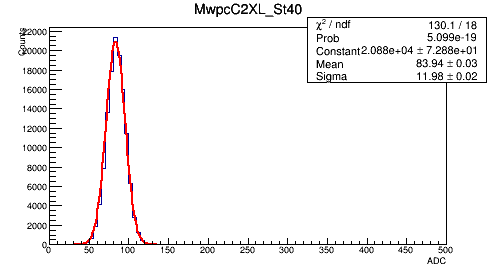 MwpcC2XL_St40
χ² / ndf 130.1 / 18
Prob 5.099e-19
Constant 2.088e+04 ± 7.288e+01
Mean 83.94 ± 0.03
Sigma 11.98 ± 0.02
Counts
22000
20000
18000
16000
14000
12000
10000
8000
6000
4000
2000
0
0 50 100 150 200 250 300 350 400 450 500
ADC